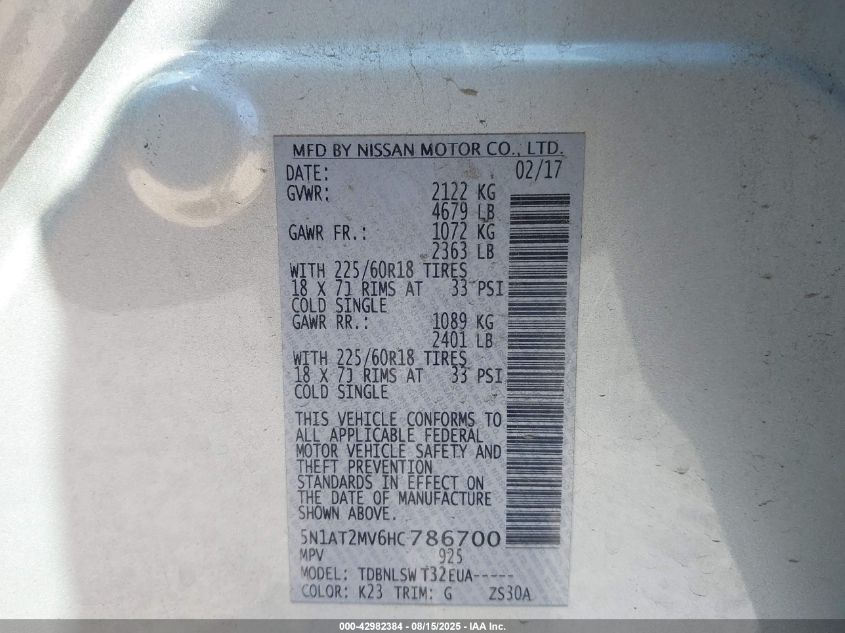 MFD BY NISSAN MOTOR CO., LTD.
DATE: 02/17
GVWR: 2122 KG
4679 LB
GAWR FR.: 1072 KG
2363 LB
WITH 225/60R18 TIRES
18 X 7J RIMS AT 33 PSI
COLD SINGLE
GAWR RR.: 1089 KG
2401 LB
WITH 225/60R18 TIRES
18 X 7J RIMS AT 33 PSI
COLD SINGLE
THIS VEHICLE CONFORMS TO
ALL APPLICABLE FEDERAL
MOTOR VEHICLE SAFETY AND
THEFT PREVENTION
STANDARDS IN EFFECT ON
THE DATE OF MANUFACTURE
SHOWN ABOVE.
5N1AT2MV6HC786700
MPV 925
MODEL: TDBNLSW T32EUA-----
COLOR: K23 TRIM: G ZS30A
000-42982384 - 08/15/2025 - IAA Inc.